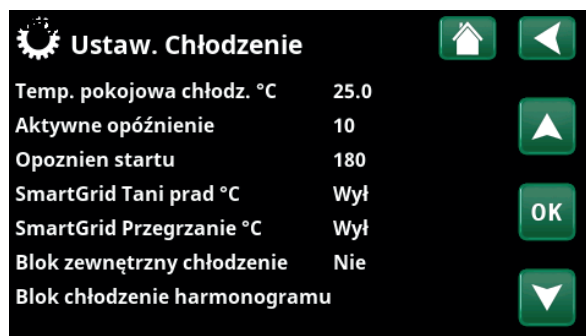 Ustaw. Chłodzenie
Temp. pokojowa chłodz. °C 25.0
Aktywne opóźnienie 10
Opoznien startu 180
SmartGrid Tani prad °C Wył
SmartGrid Przegrzanie °C Wył
OK
Blok zewnętrzny chłodzenie Nie
Blok chłodzenie harmonogramu